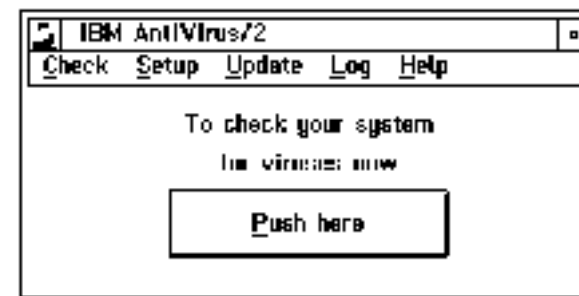 IBM AntiVirus/2
Check Setup Update Log Help
To check your system
for viruses now
Push here